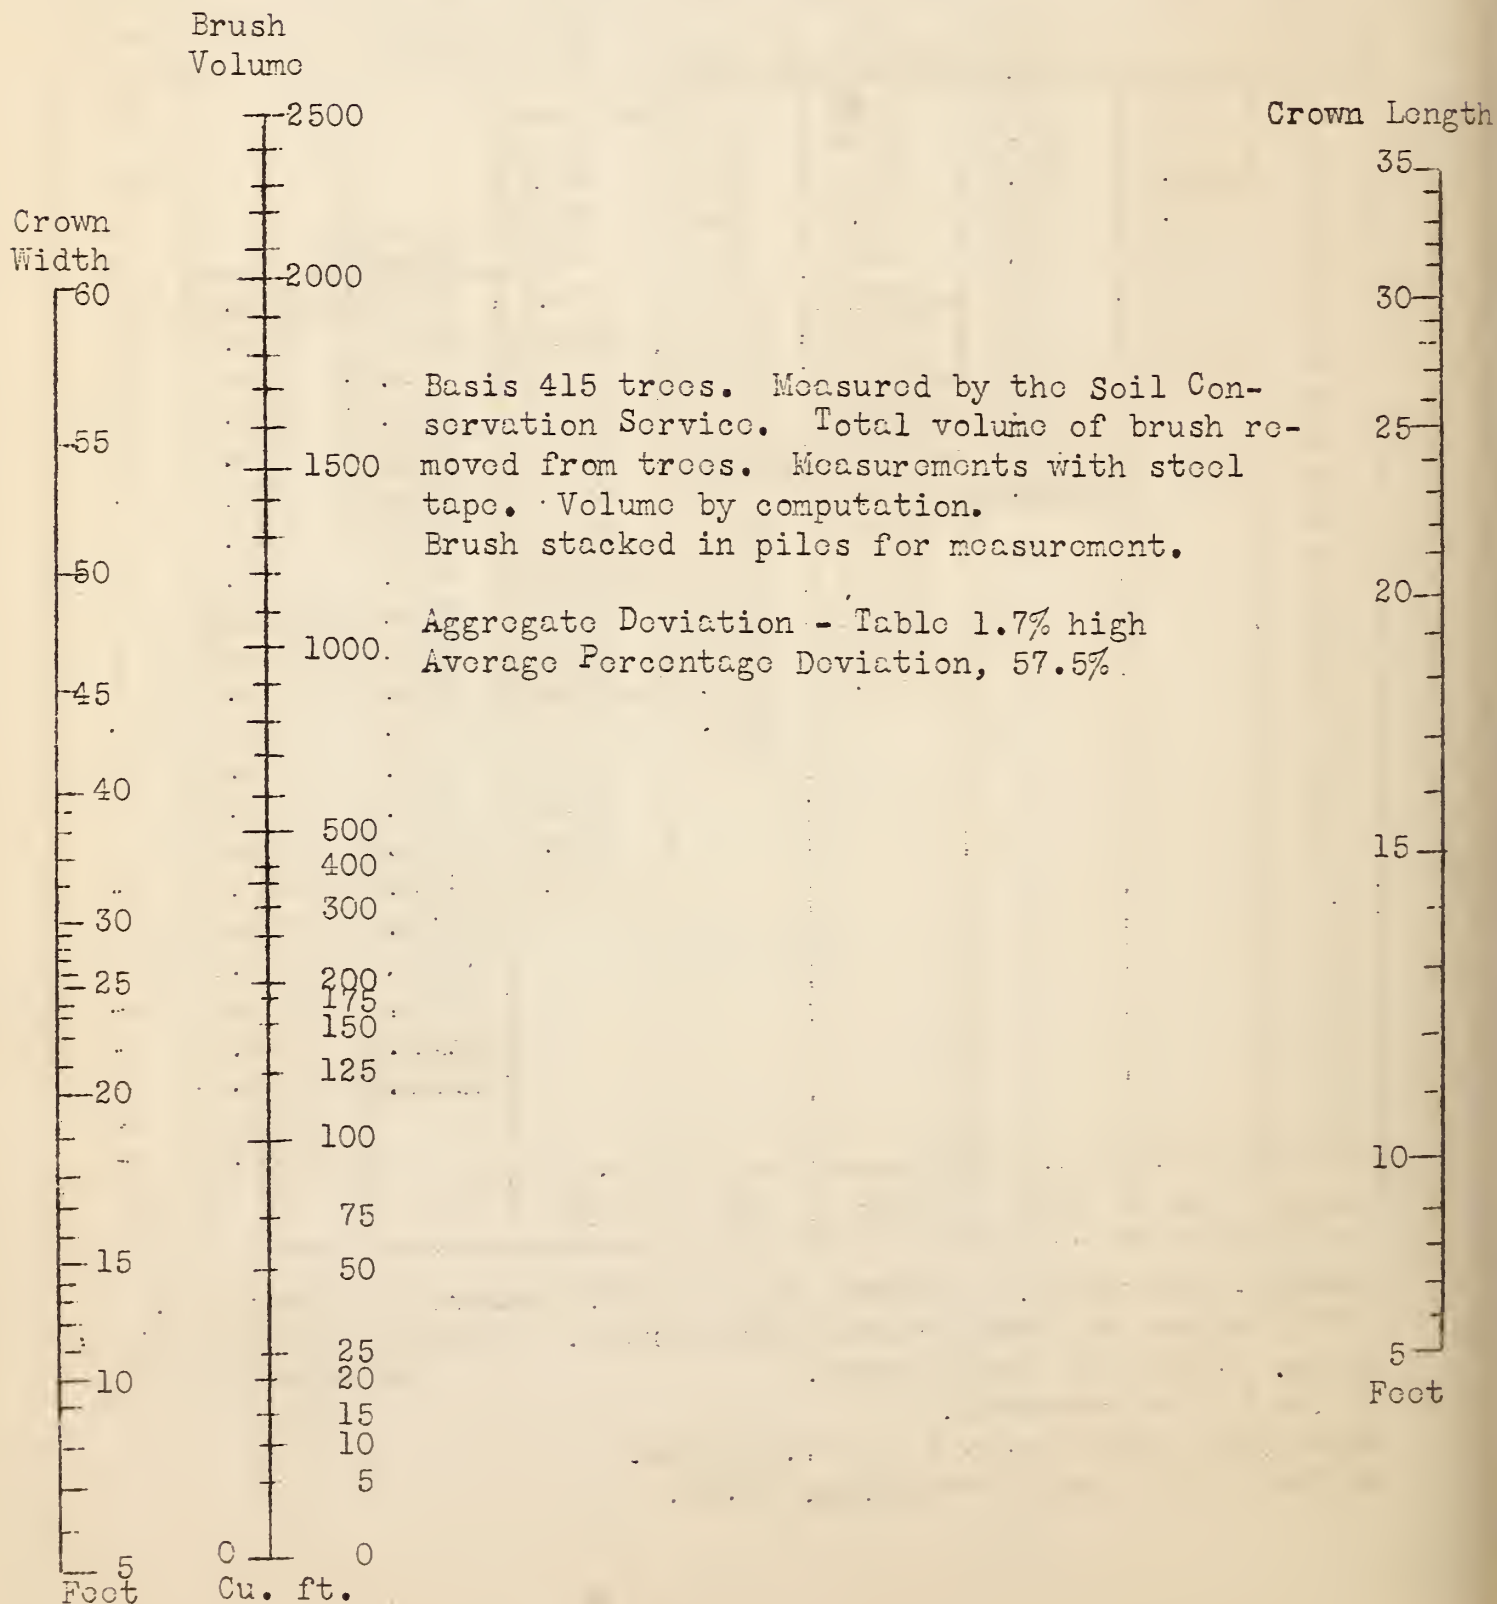 Brush
Volume
2500
Crown Length
35
Crown
Width
60
2000
30
Basis 415 trees. Measured by the Soil Con-
servation Service. Total volume of brush re-
moved from trees. Measurements with steel
tape. Volume by computation.
Brush stacked in piles for measurement.
55
25
1500
50
20
Aggregate Deviation - Table 1.7% high
Average Percentage Deviation, 57.5%
1000
45
40
500
15
400
300
30
200
25
175
150
125
20
100
10
75
15
50
25
5
20
10
Feet
15
10
5
0
0
5
Feet
Cu. ft.